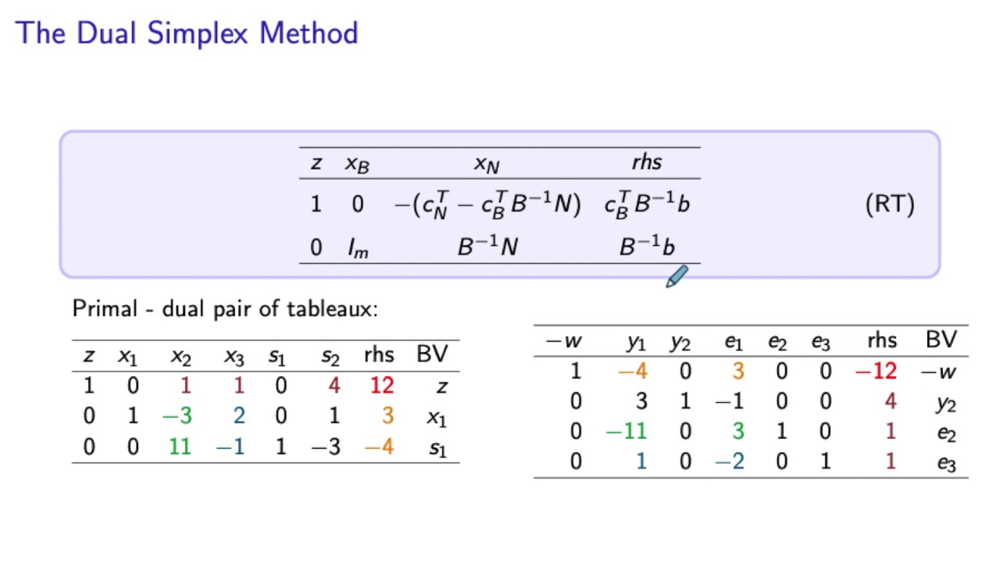 The Dual Simplex Method
z x_B x_N rhs
1 0 −(c_N^T − c_B^T B^{−1}N) c_B^T B^{−1}b
(RT)
0 I_m B^{−1}N B^{−1}b
Primal - dual pair of tableaux:
z x_1 x_2 x_3 s_1 s_2 rhs BV
1 0 1 1 0 4 12 z
0 1 −3 2 0 1 3 x_1
0 0 11 −1 1 −3 −4 s_1
−w y_1 y_2 e_1 e_2 e_3 rhs BV
1 −4 0 3 0 0 −12 −w
0 3 1 −1 0 0 4 y_2
0 −11 0 3 1 0 1 e_2
0 1 0 −2 0 1 1 e_3